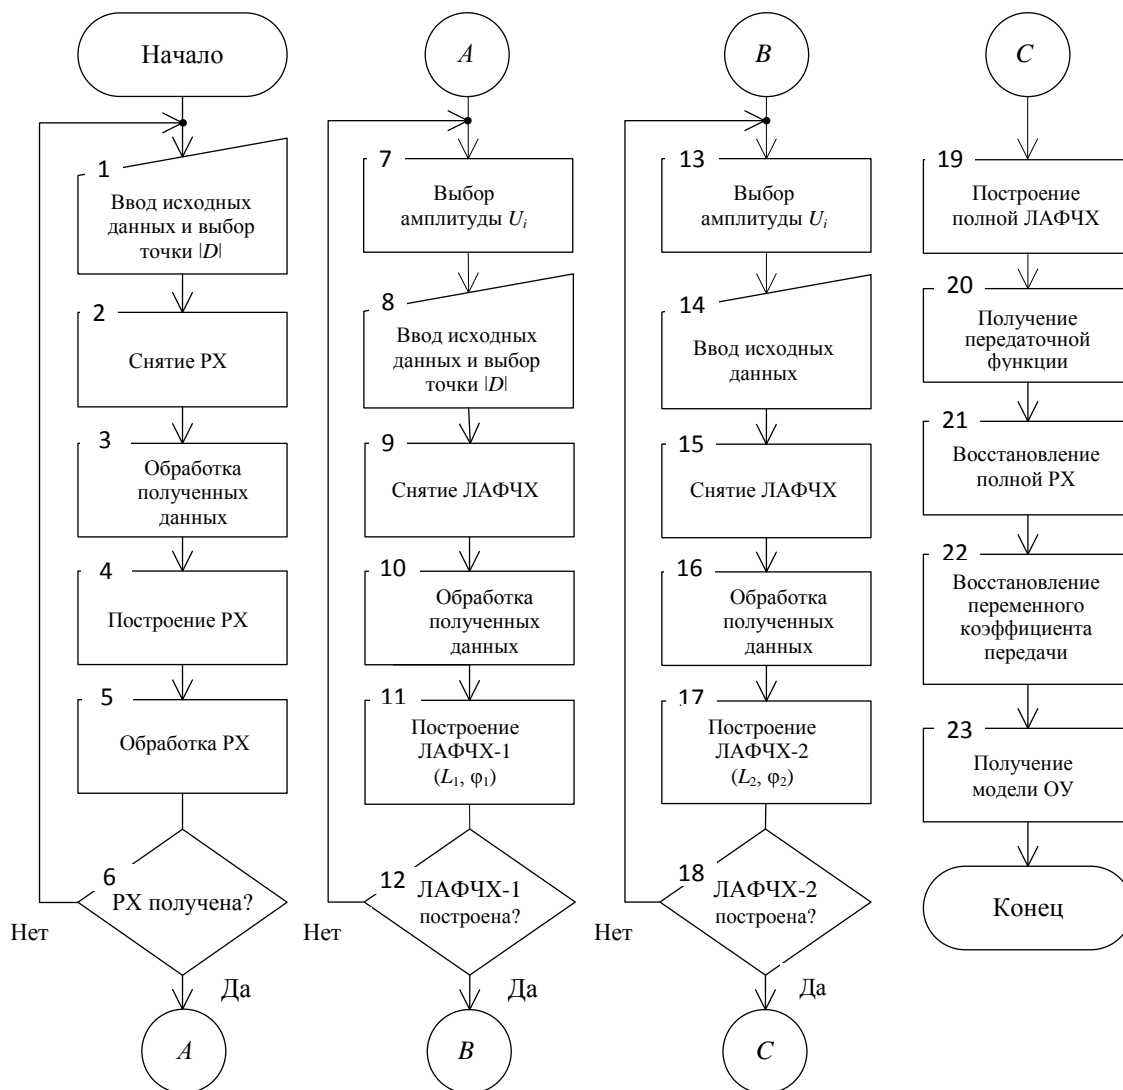 Начало
1
Ввод исходных
данных и выбор
точки |D|
2
Снятие РХ
3
Обработка
полученных
данных
4
Построение РХ
5
Обработка РХ
6
РХ получена?
Нет
Да
A
A
7
Выбор
амплитуды Ui
8
Ввод исходных
данных и выбор
точки |D|
9
Снятие ЛАФЧХ
10
Обработка
полученных
данных
11
Построение
ЛАФЧХ-1
(L1, φ1)
12
ЛАФЧХ-1
построена?
Нет
Да
B
B
13
Выбор
амплитуды Ui
14
Ввод исходных
данных
15
Снятие ЛАФЧХ
16
Обработка
полученных
данных
17
Построение
ЛАФЧХ-2
(L2, φ2)
18
ЛАФЧХ-2
построена?
Нет
Да
C
C
19
Построение
полной ЛАФЧХ
20
Получение
передаточной
функции
21
Восстановление
полной РХ
22
Восстановление
переменного
коэффициента
передачи
23
Получение
модели ОУ
Конец